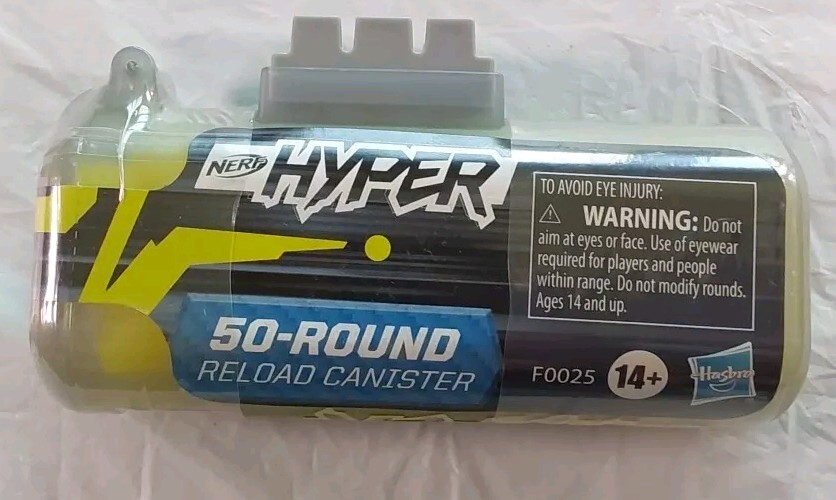 NERF HYPER
TO AVOID EYE INJURY:
WARNING: Do not
aim at eyes or face. Use of eyewear
required for players and people
within range. Do not modify rounds.
Ages 14 and up.
50-ROUND
RELOAD CANISTER
F0025 14+ Hasbro